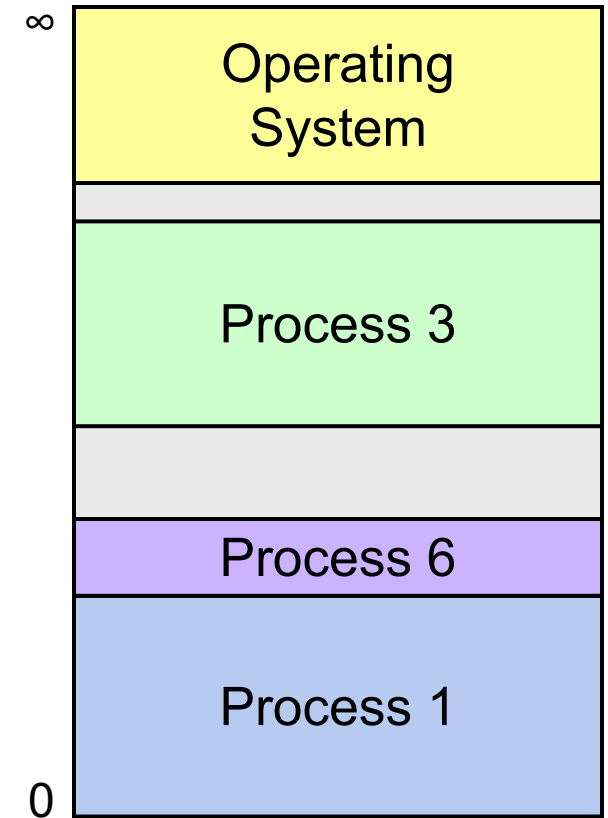 ∞
Operating
System
Process 3
Process 6
Process 1
0